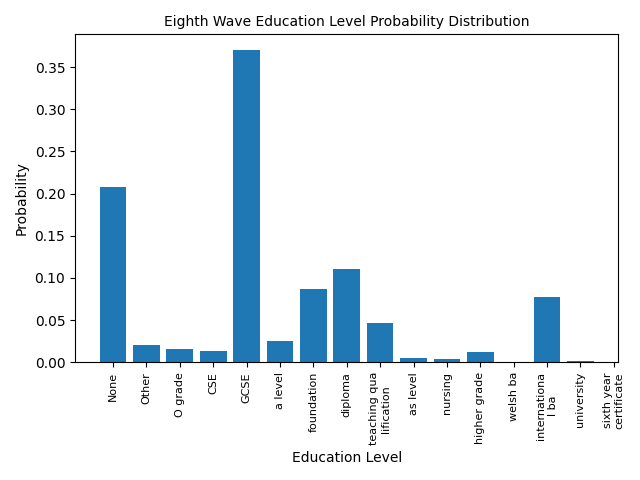 Eighth Wave Education Level Probability Distribution
Probability
0.35
0.30
0.25
0.20
0.15
0.10
0.05
0.00
None
Other
O grade
CSE
GCSE
a level
foundation
diploma
teaching qua
lification
as level
nursing
higher grade
welsh ba
internationa
l ba
university
sixth year
certificate
Education Level